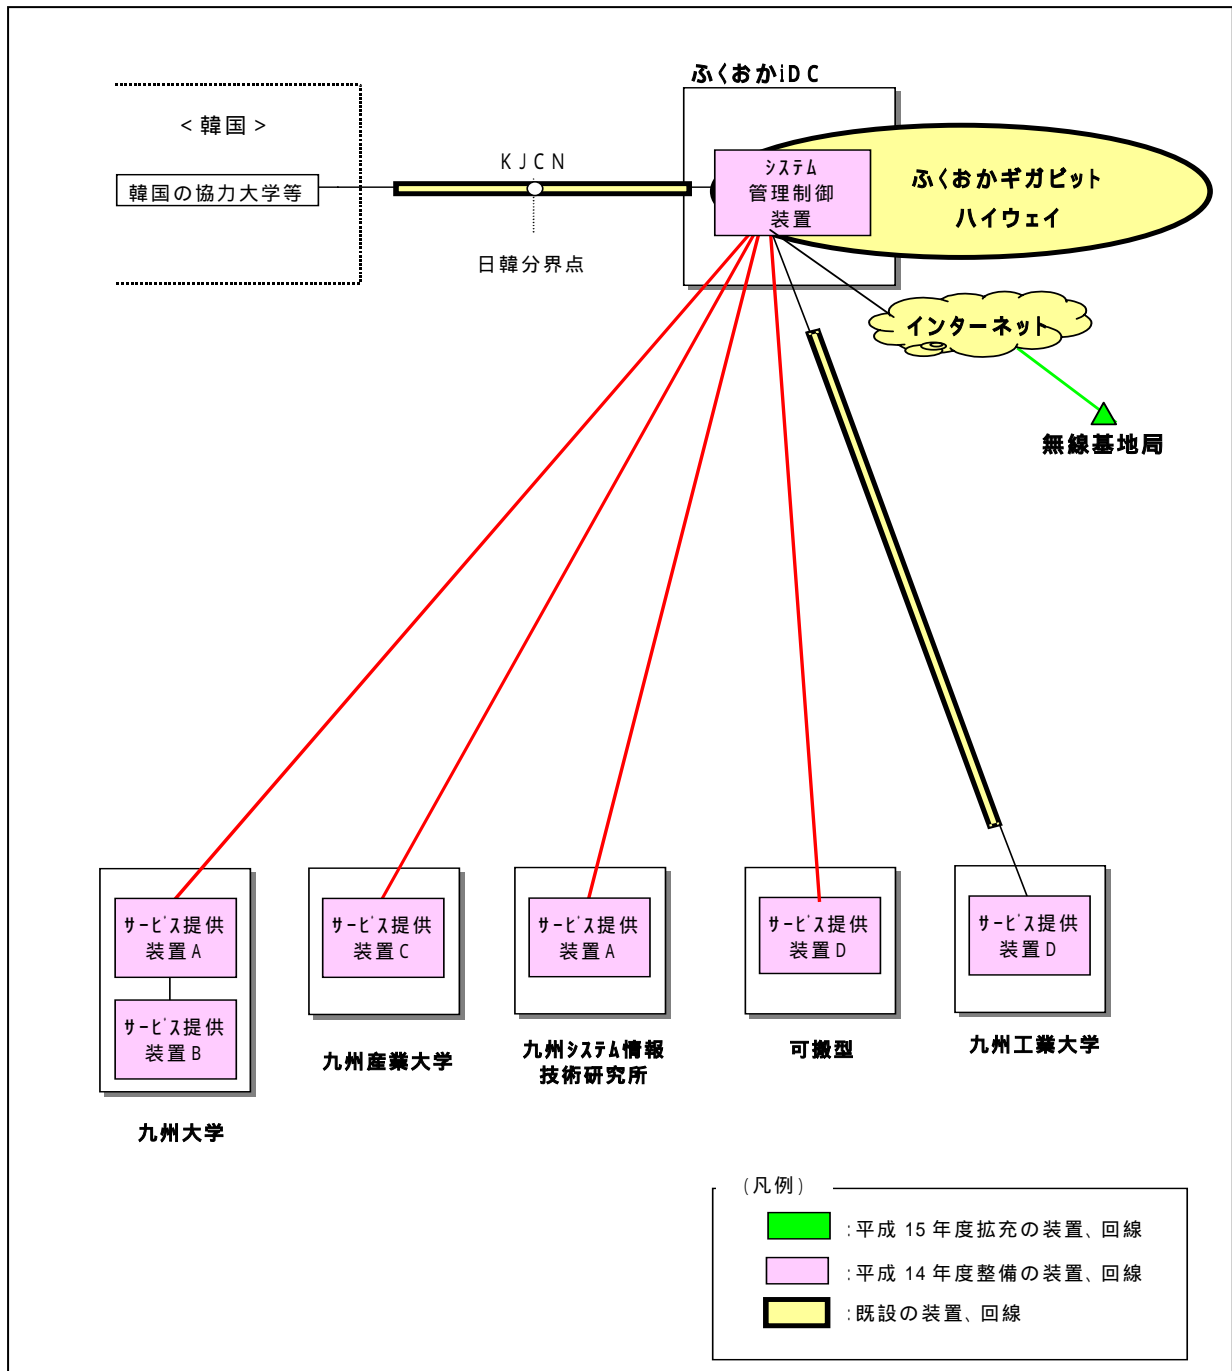 ふくおかiDC
<韓国>
KJCN
韓国の協力大学等
日韓分界点
システム
管理制御
装置
ふくおかギガビット
ハイウェイ
インターネット
無線基地局
サービス提供
装置A
サービス提供
装置B
九州大学
サービス提供
装置C
九州産業大学
サービス提供
装置A
九州システム情報
技術研究所
サービス提供
装置D
可搬型
サービス提供
装置D
九州工業大学
(凡例)
:平成15年度拡充の装置、回線
:平成14年度整備の装置、回線
:既設の装置、回線